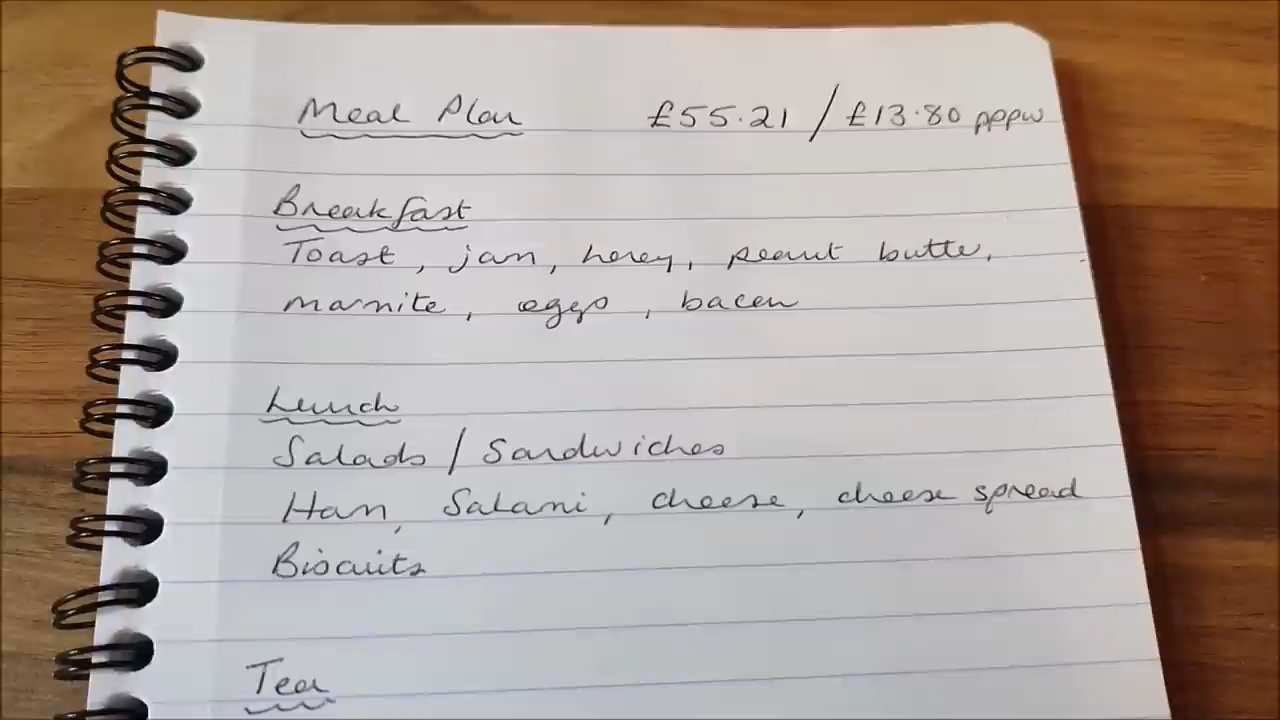 Meal Plan £55.21 / £13.80 pppw
Breakfast
Toast, jam, honey, peanut butter,
marmite, eggs, bacon
Lunch
Salads / Sandwiches
Ham, Salami, cheese, cheese spread
Biscuits
Tea